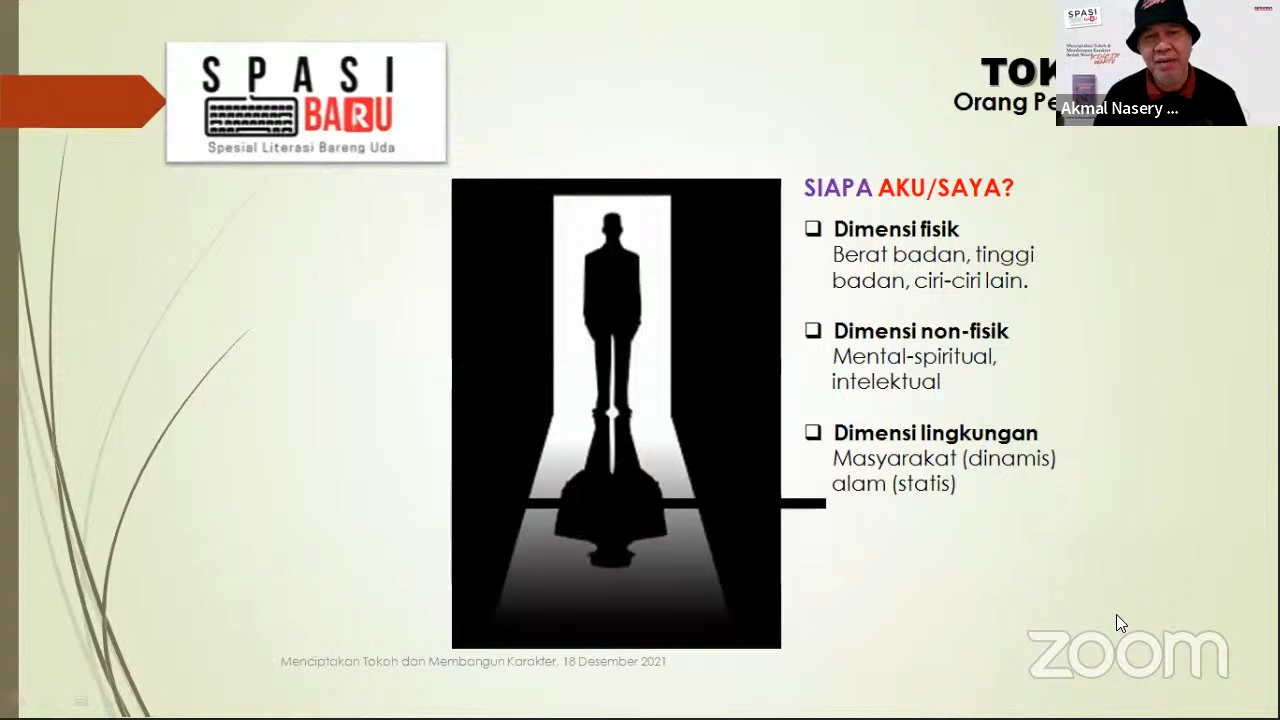 SPASI
BARU
Spesial Literasi Bareng Uda
TOK
Orang Pe
SPASI
Akmal Nasery ...
SIAPA AKU/SAYA?
Dimensi fisik
Berat badan, tinggi
badan, ciri-ciri lain.
Dimensi non-fisik
Mental-spiritual,
intelektual
Dimensi lingkungan
Masyarakat (dinamis)
alam (statis)
Menciptakan Tokoh dan Membangun Karakter. 18 Desember 2021
zoom